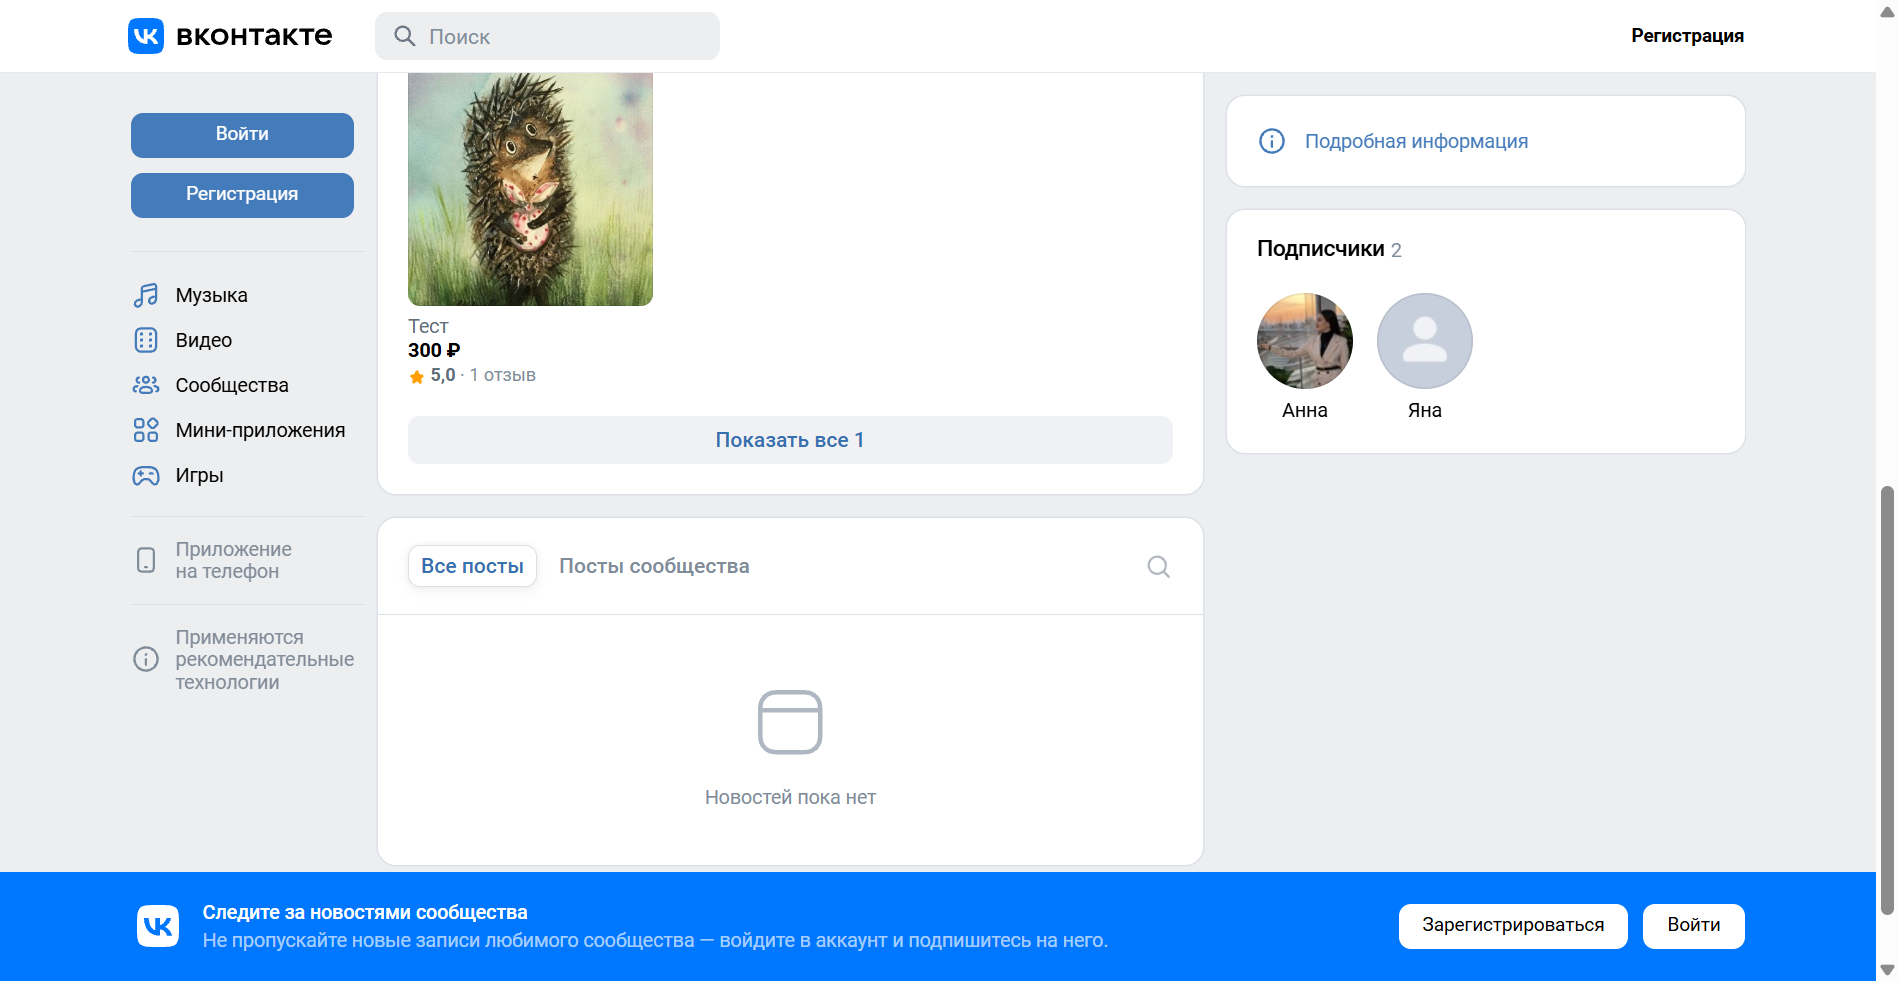 вконтакте
Поиск
Регистрация
Войти
Регистрация
Музыка
Видео
Сообщества
Мини-приложения
Игры
Приложение
на телефон
Применяются
рекомендательные
технологии
Тест
300 ₽
5,0 · 1 отзыв
Показать все 1
Все посты
Посты сообщества
Новостей пока нет
Подробная информация
Подписчики 2
Анна
Яна
Следите за новостями сообщества
Не пропускайте новые записи любимого сообщества — войдите в аккаунт и подпишитесь на него.
Зарегистрироваться
Войти